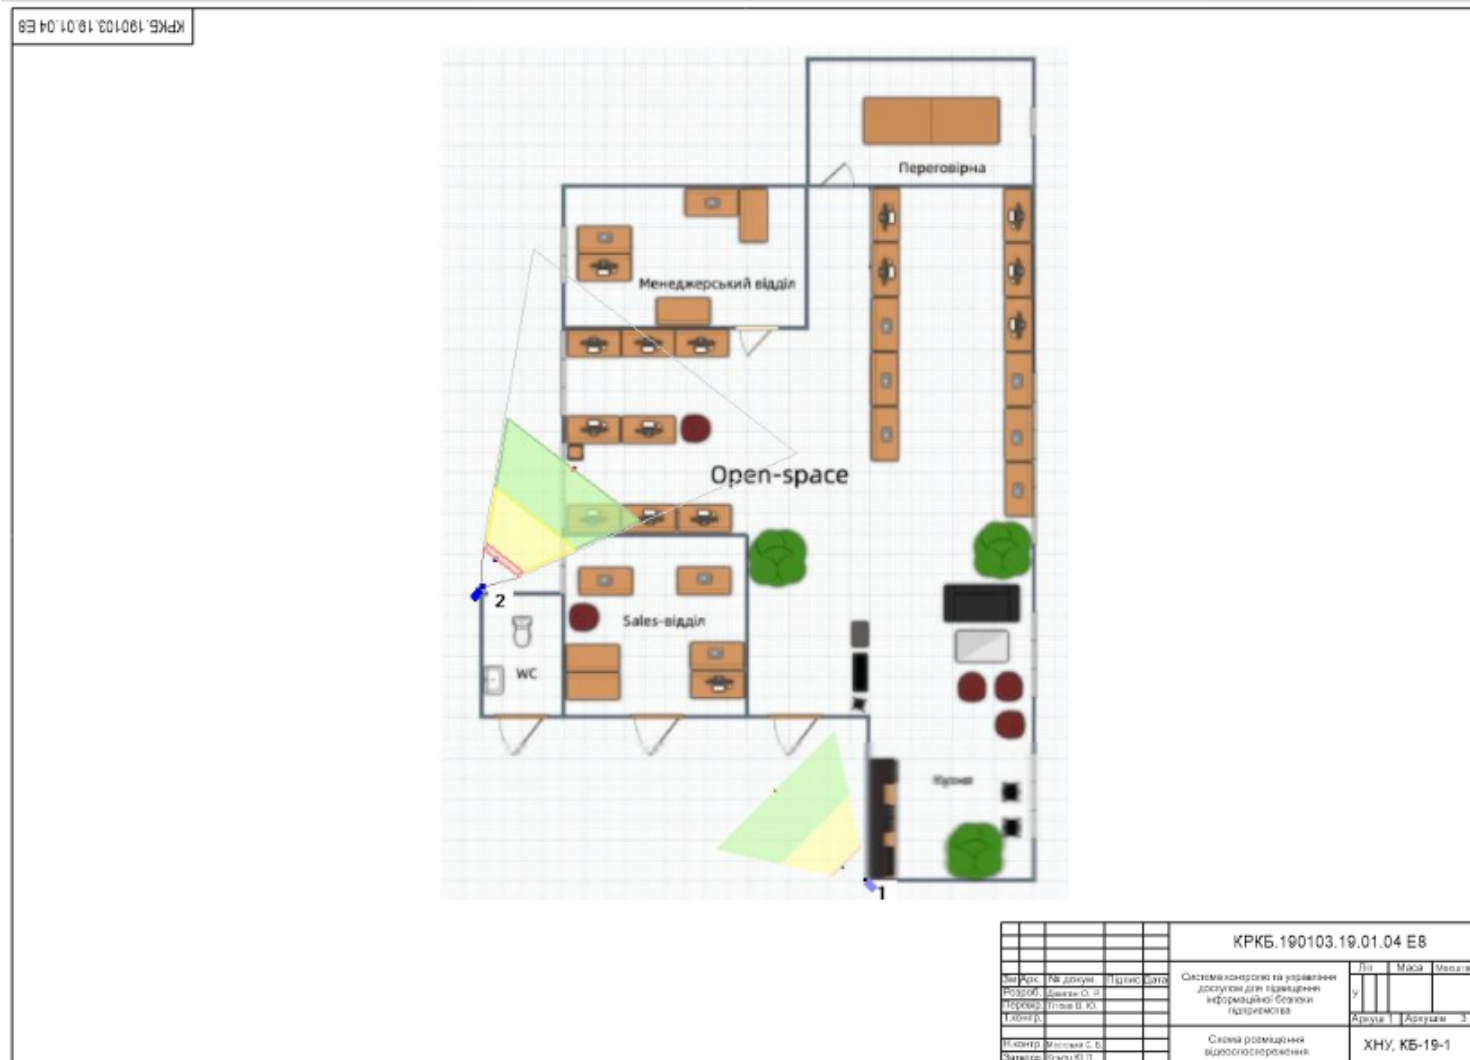 КРКБ.190103.19.01.04 Е8
Переговірна
Менеджерський відділ
Open-space
2
Sales-відділ
WC
Кухня
1
КРКБ.190103.19.01.04 Е8
Зм Арк. № докум. Підпис Дата
Розроб.
Перевір.
Т.контр.
Н.контр.
Затверд.
Система контролю та управління
доступом для підвищення
інформаційної безпеки
підприємства
Літ Маса
У
Аркуш 1 Аркушів 3
Схема розміщення
відеоспостереження
ХНУ, КБ-19-1